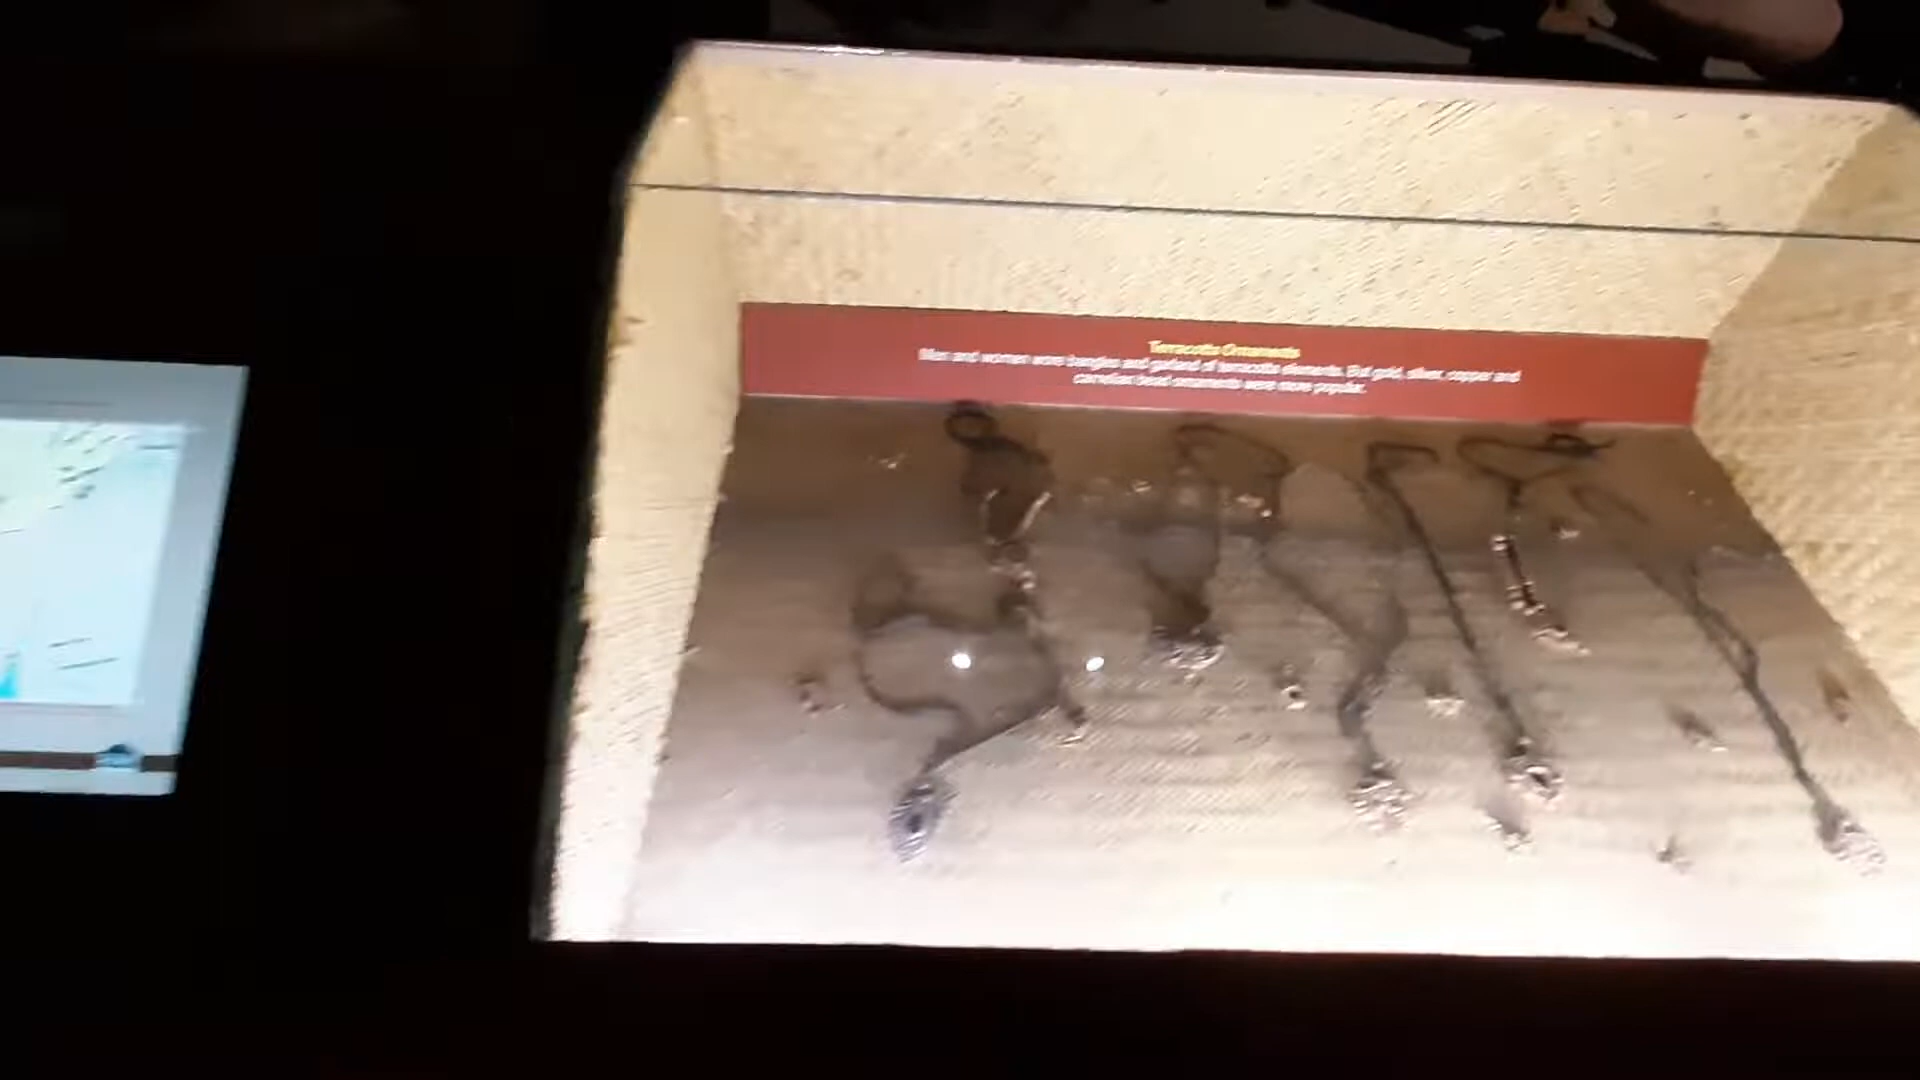 Terracotta Ornaments
Men and women wore bangles and garland of terracotta elements. But gold, silver, copper and
carnelian bead ornaments were more popular.